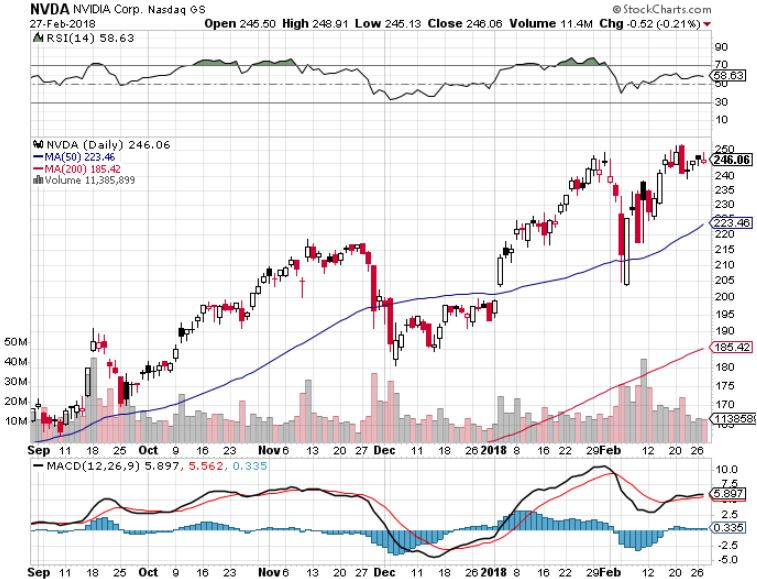 NVDA NVIDIA Corp. Nasdaq GS © StockCharts.com
27-Feb-2018 Open 245.50 High 248.91 Low 245.13 Close 246.06 Volume 11.4M Chg -0.52 (-0.21%)
RSI(14) 58.63
90
70
58.63
50
30
10
NVDA (Daily) 246.06
MA(50) 223.46
MA(200) 185.42
Volume 11,385,899
250
246.06
240
235
230
223.46
220
215
210
205
200
195
190
185.42
180
175
170
165
11385899
50M
40M
30M
20M
10M
Sep 11 18 25 Oct 9 16 23 Nov 6 13 20 27 Dec 11 18 26 2018 8 16 22 29 Feb 12 20 26
MACD(12,26,9) 5.897, 5.562, 0.335
10.0
7.5
5.897
2.5
0.335
-2.5
-5.0
Sep 11 18 25 Oct 9 16 23 Nov 6 13 20 27 Dec 11 18 26 2018 8 16 22 29 Feb 12 20 26